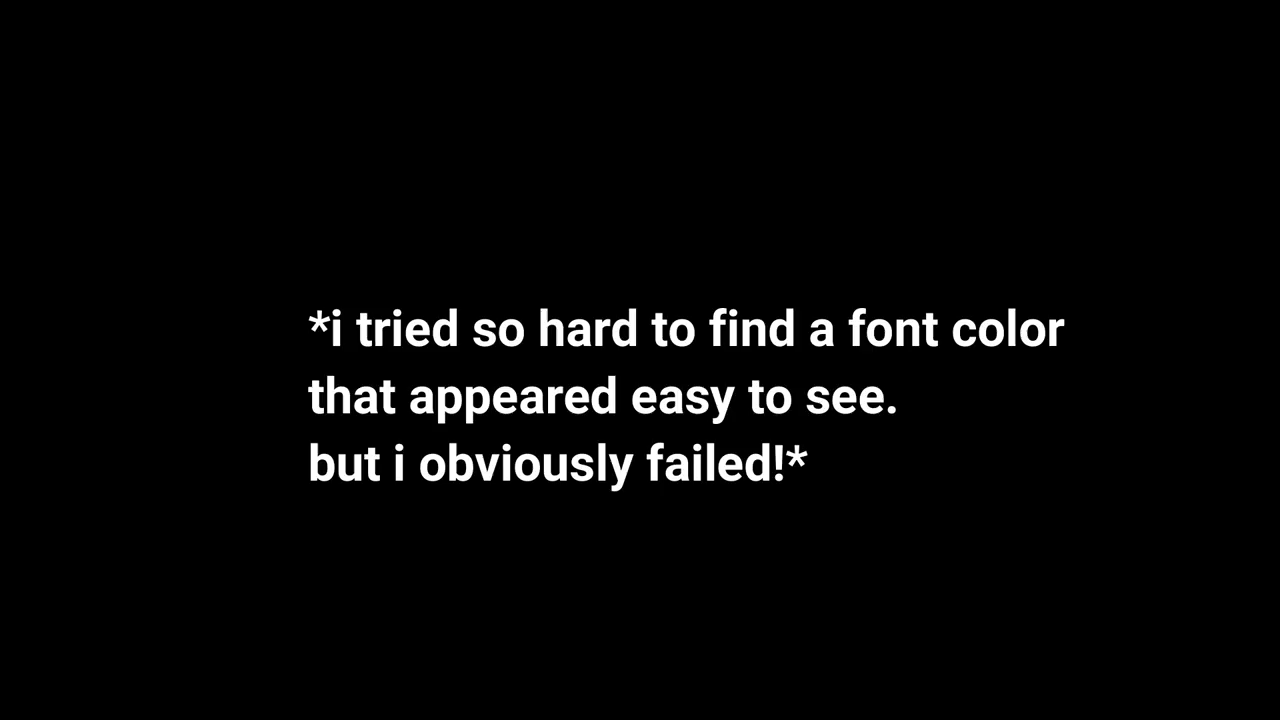 *i tried so hard to find a font color
that appeared easy to see.
but i obviously failed!*